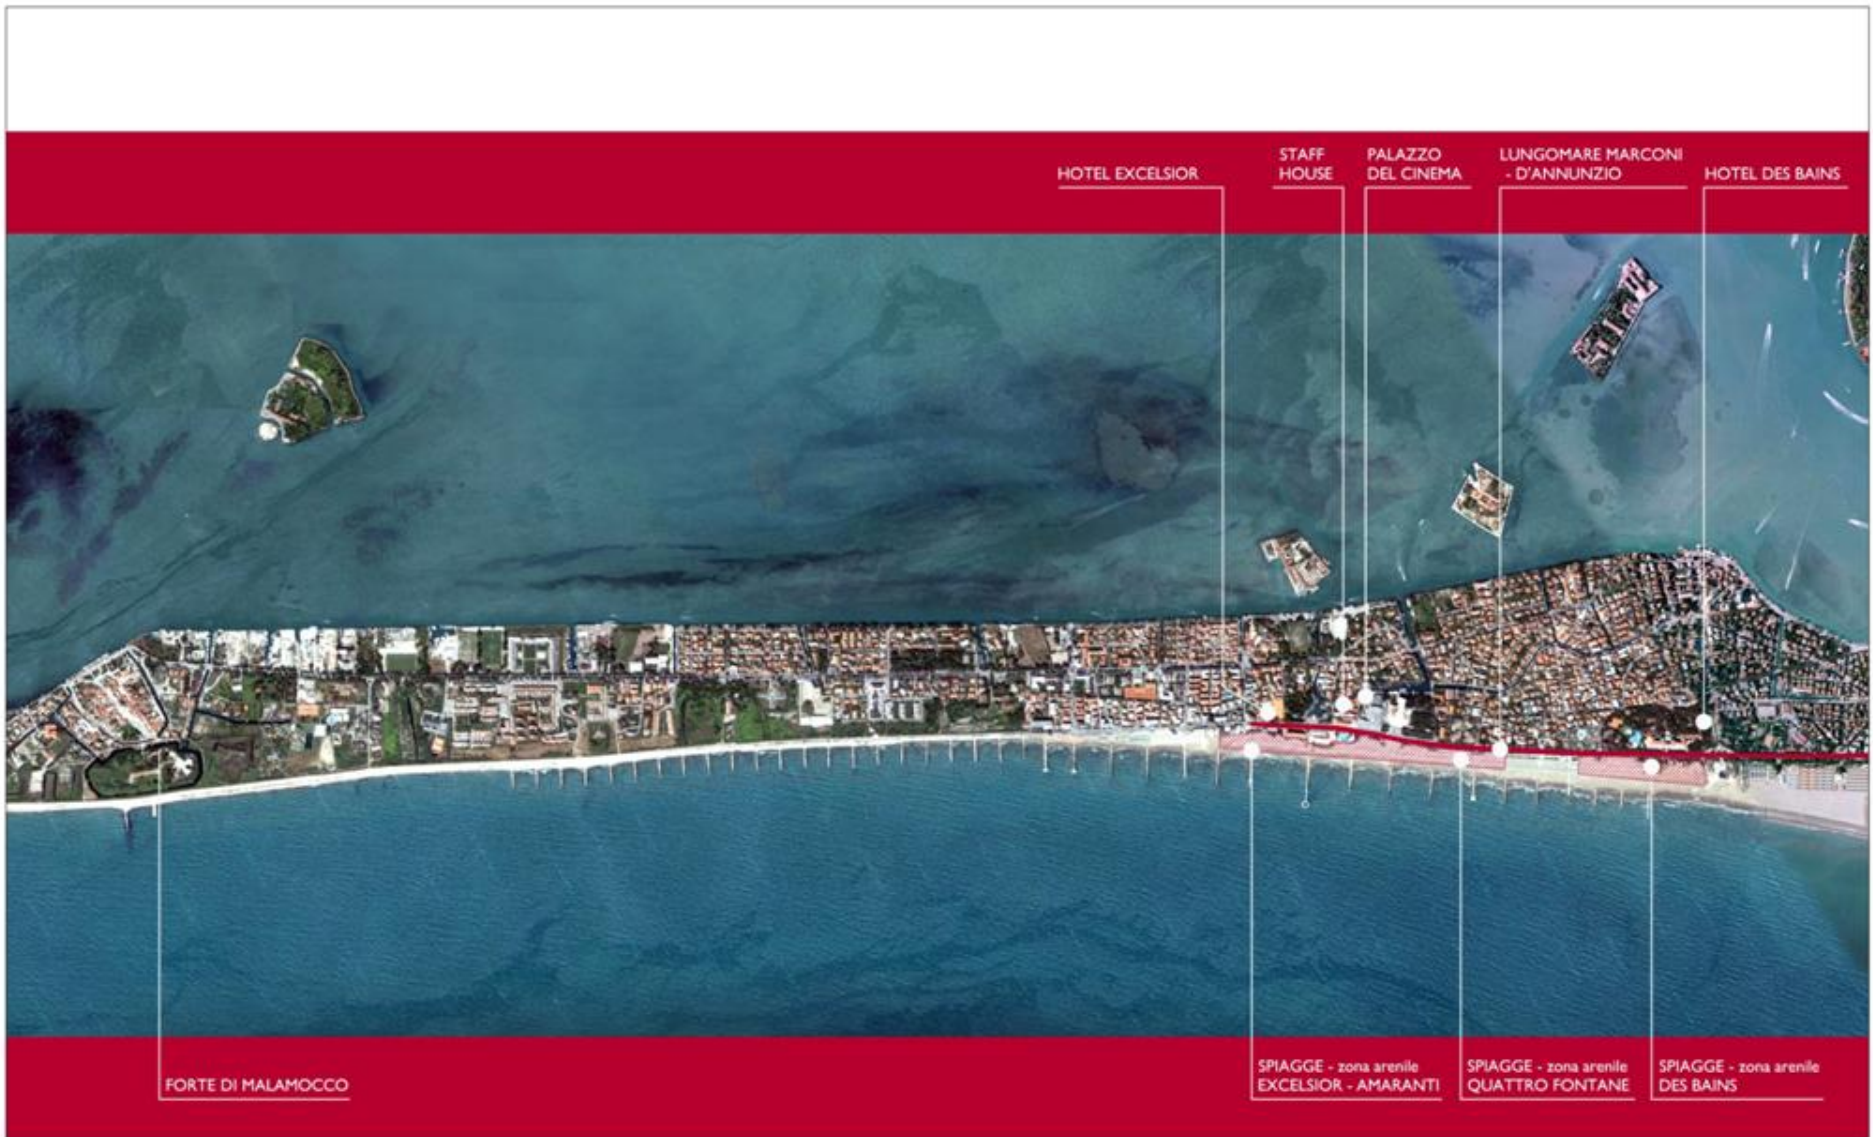 HOTEL EXCELSIOR
STAFF
HOUSE
PALAZZO
DEL CINEMA
LUNGOMARE MARCONI
- D'ANNUNZIO
HOTEL DES BAINS
FORTE DI MALAMOCCO
SPIAGGE - zona arenile
EXCELSIOR - AMARANTI
SPIAGGE - zona arenile
QUATTRO FONTANE
SPIAGGE - zona arenile
DES BAINS